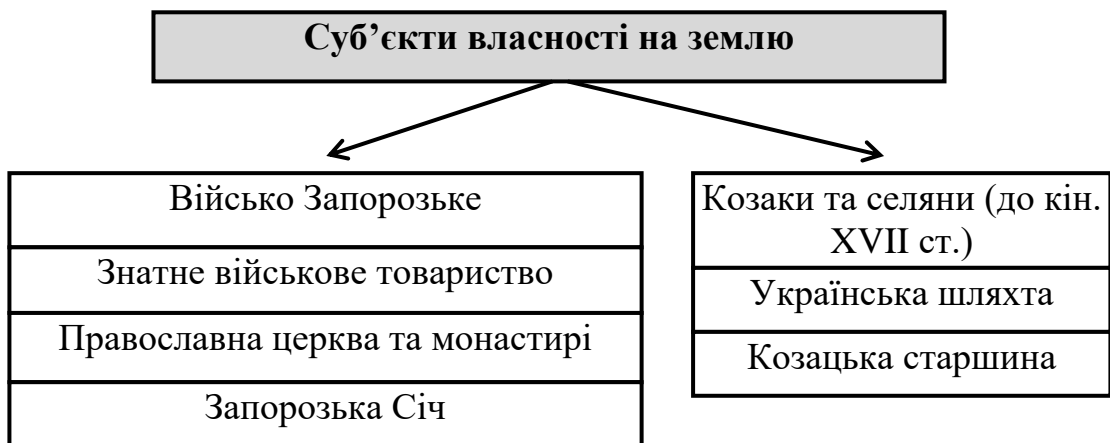 Суб’єкти власності на землю
Військо Запорозьке
Знатне військове товариство
Православна церква та монастирі
Запорозька Січ
Козаки та селяни (до кін.
XVII ст.)
Українська шляхта
Козацька старшина